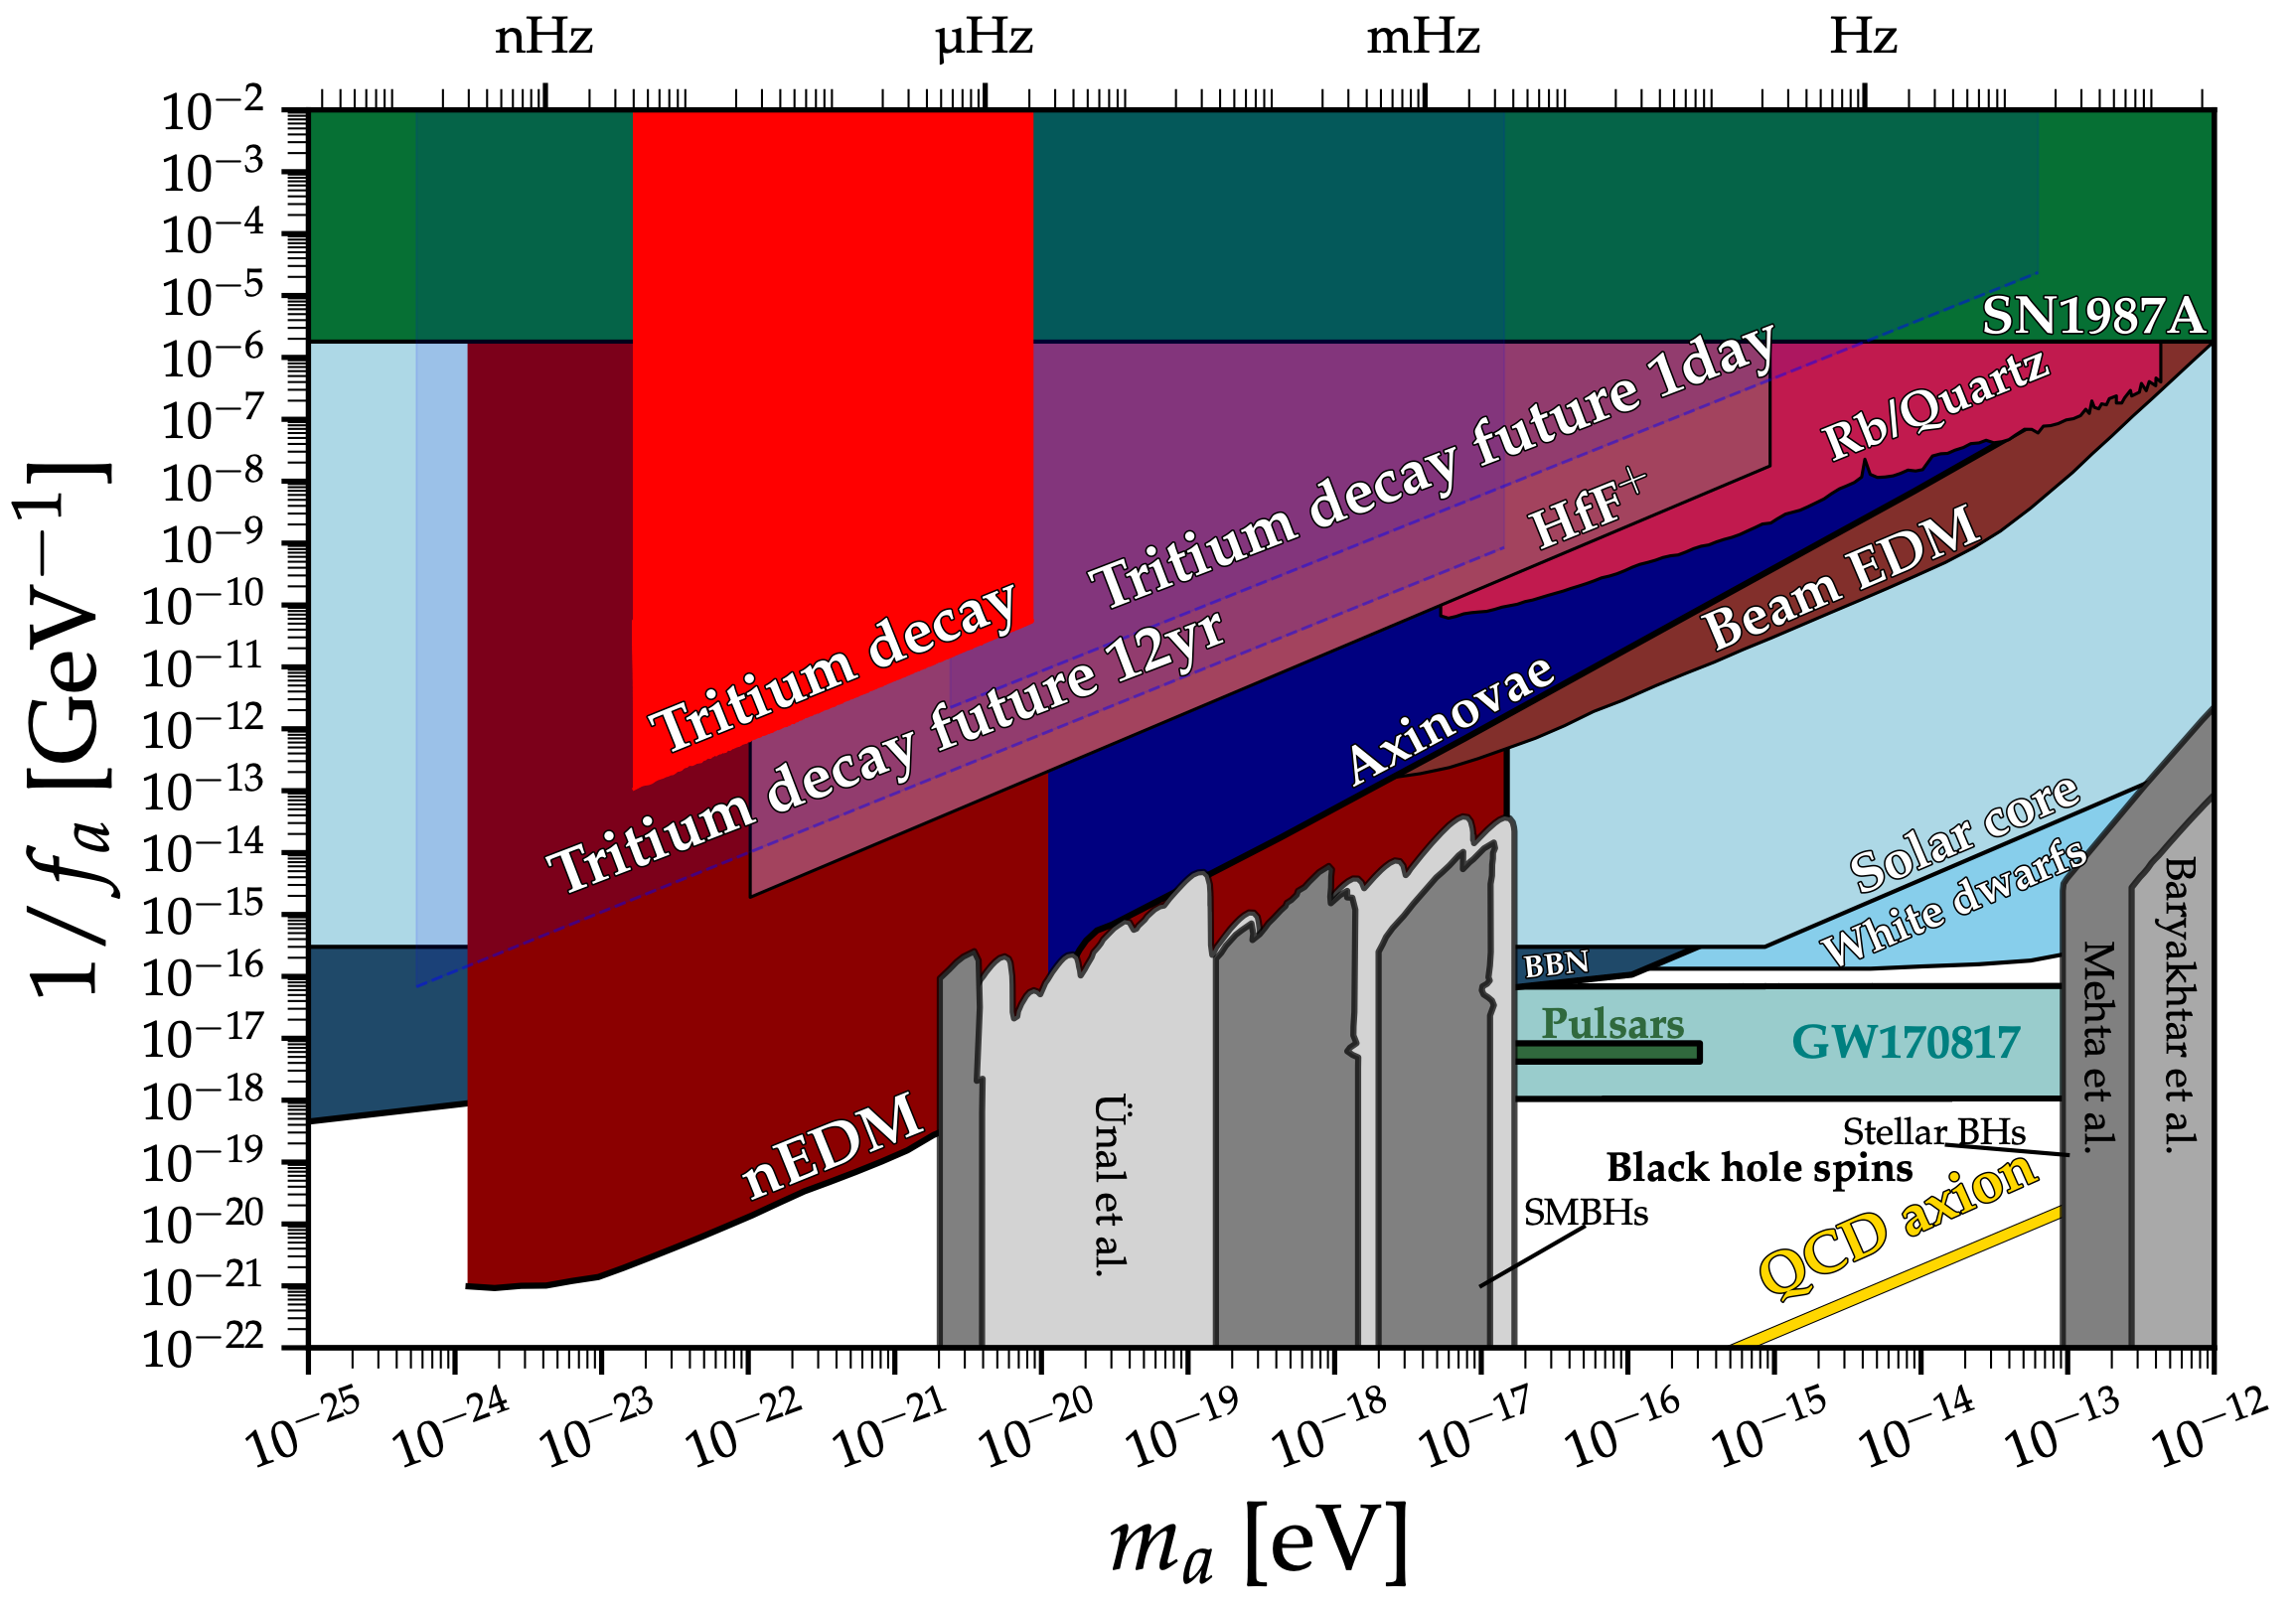 nHz μHz mHz Hz
10⁻²
10⁻³
10⁻⁴
10⁻⁵
10⁻⁶
10⁻⁷
10⁻⁸
10⁻⁹
10⁻¹⁰
10⁻¹¹
10⁻¹²
10⁻¹³
10⁻¹⁴
10⁻¹⁵
10⁻¹⁶
10⁻¹⁷
10⁻¹⁸
10⁻¹⁹
10⁻²⁰
10⁻²¹
10⁻²²
1/fₐ [GeV⁻¹]
SN1987A
Tritium decay future 1day
Rb/Quartz
HfF⁺
Tritium decay
Beam EDM
Tritium decay future 12yr
Axinovae
Solar core
White dwarfs
BBN
Pulsars
GW170817
nEDM
Ünal et al.
Mehta et al.
Baryakhtar et al.
Stellar BHs
Black hole spins
SMBHs
QCD axion
10⁻²⁵ 10⁻²⁴ 10⁻²³ 10⁻²² 10⁻²¹ 10⁻²⁰ 10⁻¹⁹ 10⁻¹⁸ 10⁻¹⁷ 10⁻¹⁶ 10⁻¹⁵ 10⁻¹⁴ 10⁻¹³ 10⁻¹²
mₐ [eV]